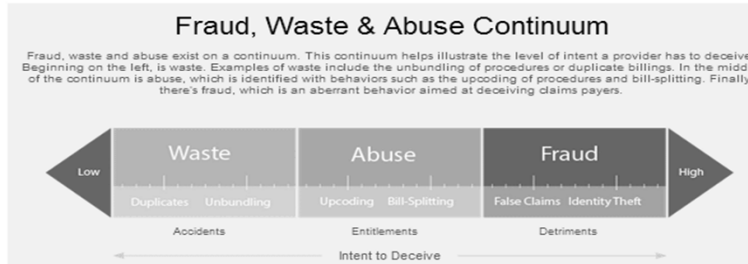 Fraud, Waste & Abuse Continuum
Fraud, waste and abuse exist on a continuum. This continuum helps illustrate the level of intent a provider has to deceive
Beginning on the left, is waste. Examples of waste include the unbundling of procedures or duplicate billings. In the midd
of the continuum is abuse, which is identified with behaviors such as the upcoding of procedures and bill-splitting. Finally
there's fraud, which is an aberrant behavior aimed at deceiving claims payers.
Waste Abuse Fraud
Low High
Duplicates Unbundling Upcoding Bill-Splitting False Claims Identity Theft
Accidents Entitlements Detriments
Intent to Deceive